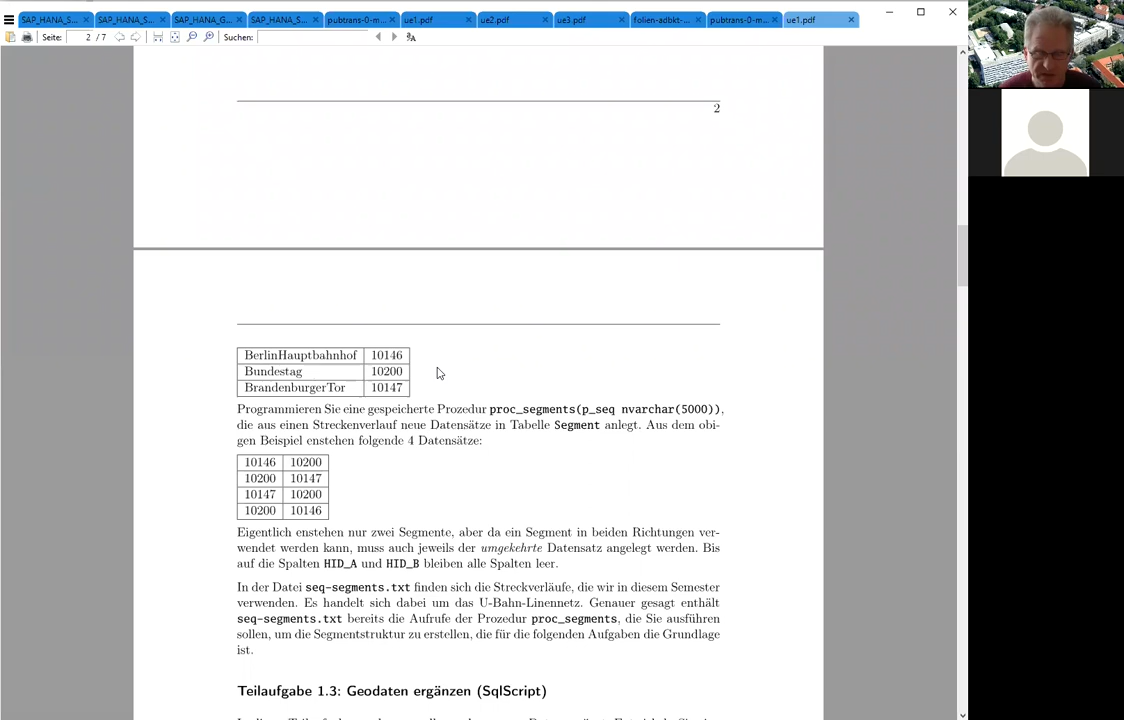 SAP_HANA_S... SAP_HANA_S... SAP_HANA_G... SAP_HANA_S... pubtrans-0-m... ue1.pdf ue2.pdf ue3.pdf folien-adbkt-... pubtrans-0-m... ue1.pdf
Seite: 2 / 7 Suchen:
2
BerlinHauptbahnhof 10146
Bundestag 10200
BrandenburgerTor 10147
Programmieren Sie eine gespeicherte Prozedur proc_segments(p_seq nvarchar(5000)),
die aus einen Streckenverlauf neue Datensätze in Tabelle Segment anlegt. Aus dem obi-
gen Beispiel enstehen folgende 4 Datensätze:
10146 10200
10200 10147
10147 10200
10200 10146
Eigentlich enstehen nur zwei Segmente, aber da ein Segment in beiden Richtungen ver-
wendet werden kann, muss auch jeweils der umgekehrte Datensatz angelegt werden. Bis
auf die Spalten HID_A und HID_B bleiben alle Spalten leer.
In der Datei seq-segments.txt finden sich die Streckverläufe, die wir in diesem Semester
verwenden. Es handelt sich dabei um das U-Bahn-Linennetz. Genauer gesagt enthält
seq-segments.txt bereits die Aufrufe der Prozedur proc_segments, die Sie ausführen
sollen, um die Segmentstruktur zu erstellen, die für die folgenden Aufgaben die Grundlage
ist.
Teilaufgabe 1.3: Geodaten ergänzen (SqlScript)